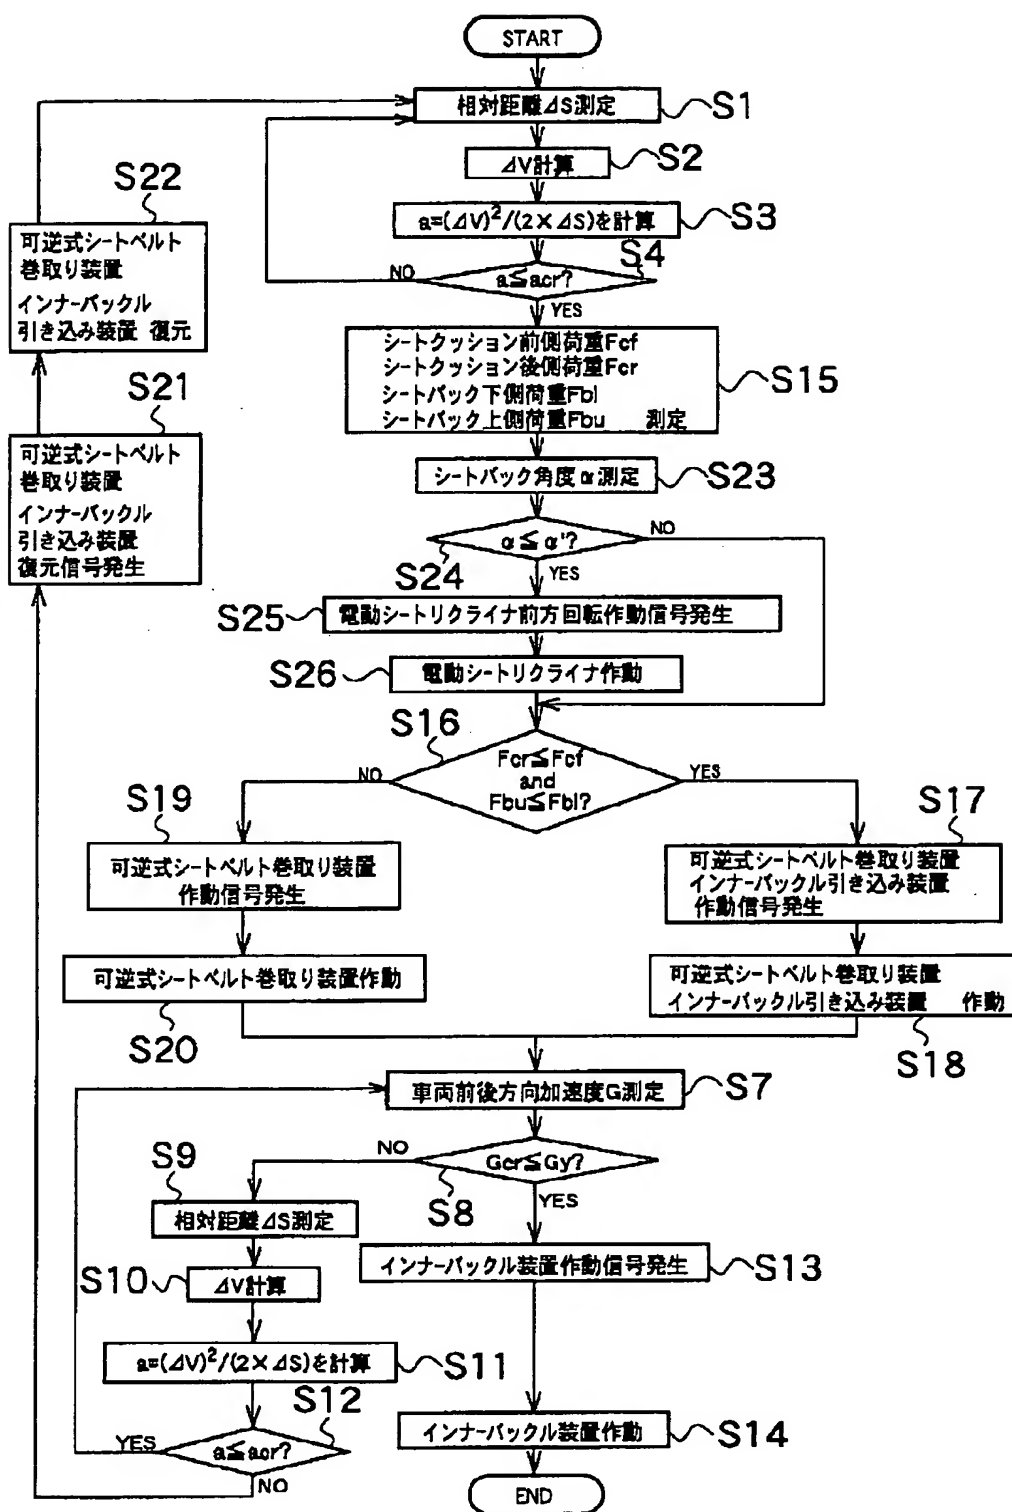 START
相対距離⊿S測定
S1
⊿V計算
S2
a=(⊿V)²/(2×⊿S)を計算
S3
a≦acr?
S4
NO
YES
シートクッション前側荷重Fcf
シートクッション後側荷重Fcr
シートバック下側荷重Fbl
シートバック上側荷重Fbu 測定
S15
シートバック角度α測定
S23
α≦α'?
NO
S24
YES
S25
電動シートリクライナ前方回転作動信号発生
S26
電動シートリクライナ作動
S16
Fcr≦Fcf
and
Fbu≦Fbl?
NO
YES
S19
可逆式シートベルト巻取り装置
作動信号発生
S17
可逆式シートベルト巻取り装置
インナーバックル引き込み装置
作動信号発生
可逆式シートベルト巻取り装置作動
S20
可逆式シートベルト巻取り装置
インナーバックル引き込み装置 作動
S18
車両前後方向加速度G測定
S7
Gcr≦Gy?
NO
S8
YES
S9
相対距離⊿S測定
S10
⊿V計算
a=(⊿V)²/(2×⊿S)を計算
S11
S12
a≦acr?
YES
NO
インナーバックル装置作動信号発生
S13
インナーバックル装置作動
S14
END
S21
可逆式シートベルト
巻取り装置
インナーバックル
引き込み装置
復元信号発生
S22
可逆式シートベルト
巻取り装置
インナーバックル
引き込み装置 復元